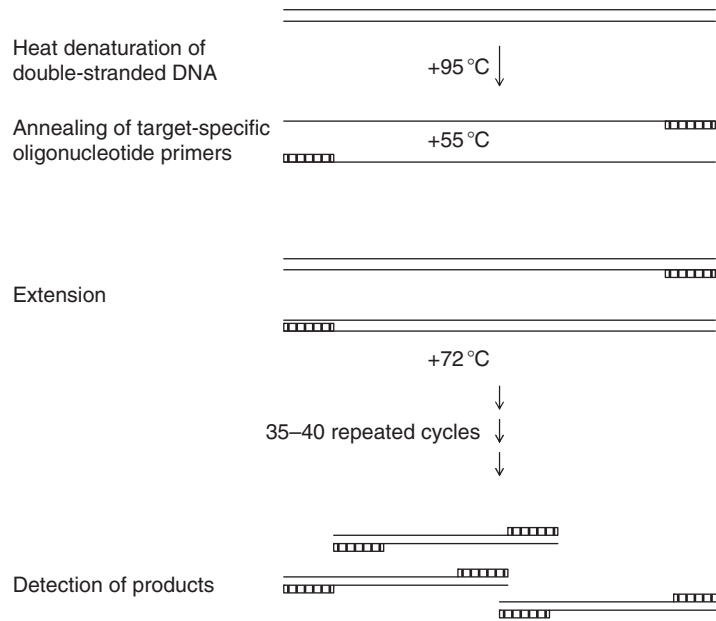 Heat denaturation of
double-stranded DNA
+95 °C
Annealing of target-specific
oligonucleotide primers
+55 °C
Extension
+72 °C
35–40 repeated cycles
Detection of products